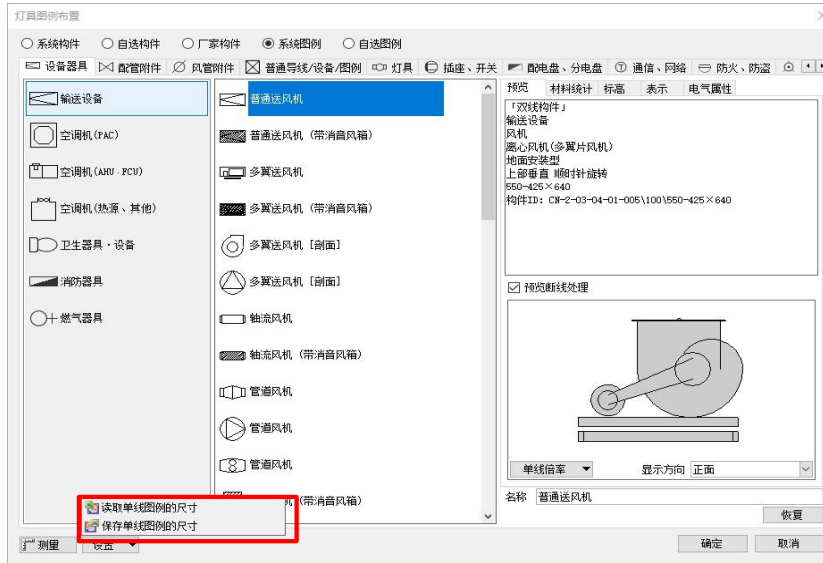 灯具图例布置
系统构件 自选构件 厂家构件 系统图例 自选图例
设备器具 配管附件 风管附件 普通导线/设备/图例 灯具 插座、开关 配电盘、分电盘 通信、网络 防火、防盗
输送设备
空调机(PAC)
空调机(AHU・FCU)
空调机(热源、其他)
卫生器具・设备
消防器具
燃气器具
普通送风机
普通送风机 (带消音风箱)
多翼送风机
多翼送风机 (带消音风箱)
多翼送风机 [剖面]
多翼送风机 [剖面]
轴流风机
轴流风机 (带消音风箱)
管道风机
管道风机
管道风机
机 (带消音风箱)
预览 材料统计 标高 表示 电气属性
「双线构件」
输送设备
风机
离心风机(多翼片风机)
地面安装型
上部垂直 顺时针旋转
550-425×640
构件ID: CN-2-03-04-01-005\100\550-425×640
预览断线处理
单线倍率 显示方向 正面
名称 普通送风机
恢复
读取单线图例的尺寸
保存单线图例的尺寸
测量 设置 确定 取消